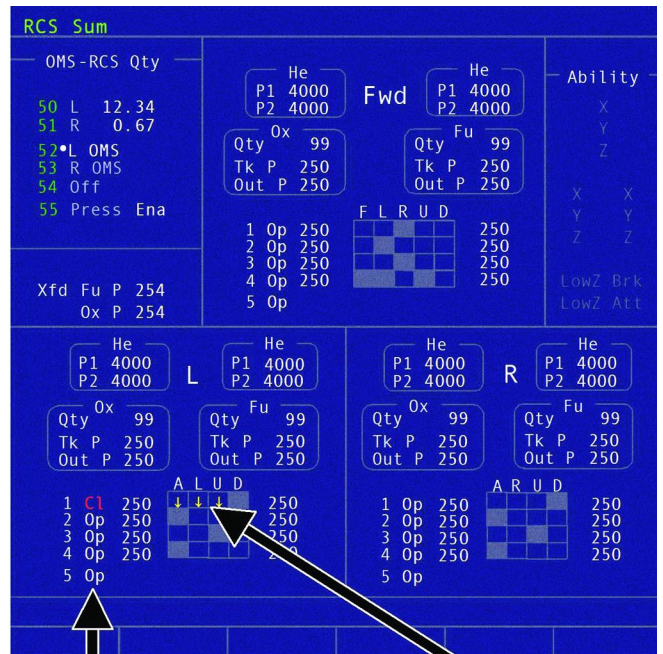 RCS Sum
OMS-RCS Qty
50 L 12.34
51 R 0.67
52•L OMS
53 R OMS
54 Off
55 Press Ena
Xfd Fu P 254
Ox P 254
He
P1 4000
P2 4000
Fwd
He
P1 4000
P2 4000
Ox
Qty 99
Tk P 250
Out P 250
Fu
Qty 99
Tk P 250
Out P 250
F L R U D
1 Op 250 250
2 Op 250 250
3 Op 250 250
4 Op 250 250
5 Op
Ability
X
Y
Z
X X
Y Y
Z Z
LowZ Brk
LowZ Att
He
P1 4000
P2 4000
L
He
P1 4000
P2 4000
Ox
Qty 99
Tk P 250
Out P 250
Fu
Qty 99
Tk P 250
Out P 250
A L U D
1 Cl 250 ↓ ↓ ↓ 250
2 Op 250 250
3 Op 250 250
4 Op 250
5 Op
He
P1 4000
P2 4000
R
He
P1 4000
P2 4000
Ox
Qty 99
Tk P 250
Out P 250
Fu
Qty 99
Tk P 250
Out P 250
A R U D
1 Op 250 250
2 Op 250 250
3 Op 250 250
4 Op 250 250
5 Op